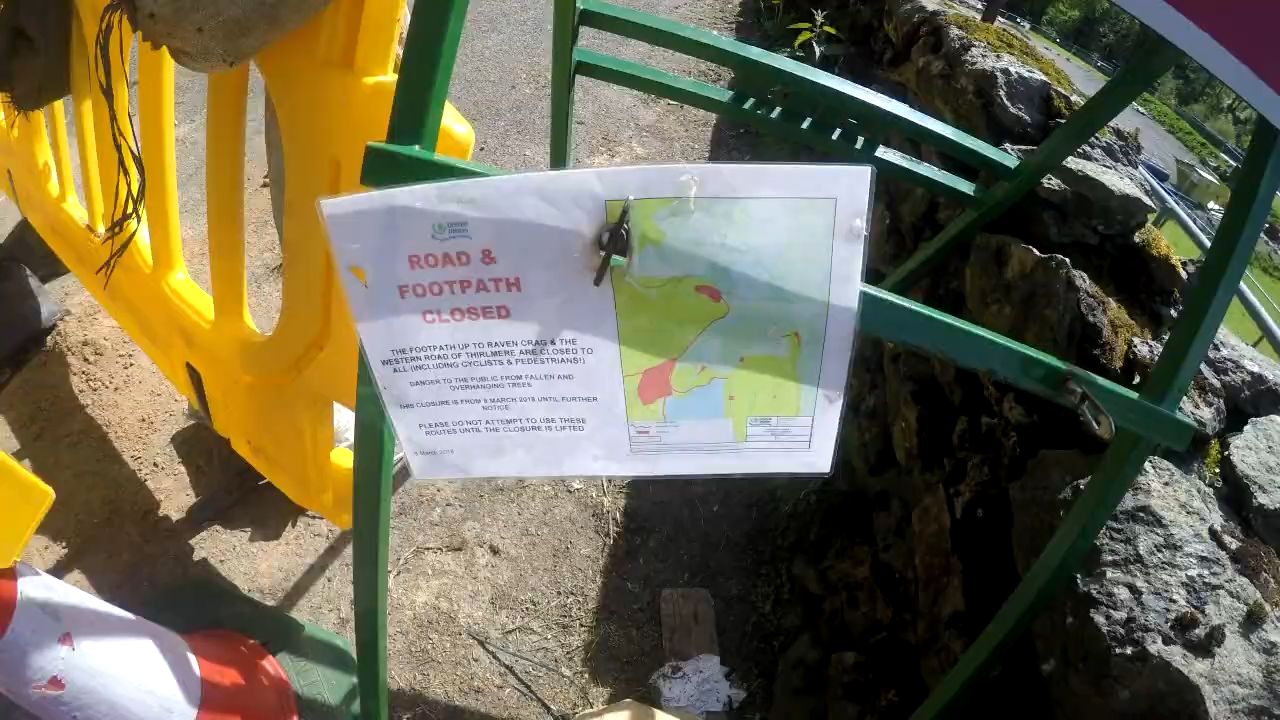 ROAD &
FOOTPATH
CLOSED
THE FOOTPATH UP TO RAVEN CRAG & THE
WESTERN ROAD OF THIRLMERE ARE CLOSED TO
ALL (INCLUDING CYCLISTS & PEDESTRIANS!)
DANGER TO THE PUBLIC FROM FALLEN AND
OVERHANGING TREES
THIS CLOSURE IS FROM 8 MARCH 2018 UNTIL FURTHER
NOTICE
PLEASE DO NOT ATTEMPT TO USE THESE
ROUTES UNTIL THE CLOSURE IS LIFTED
March 2018